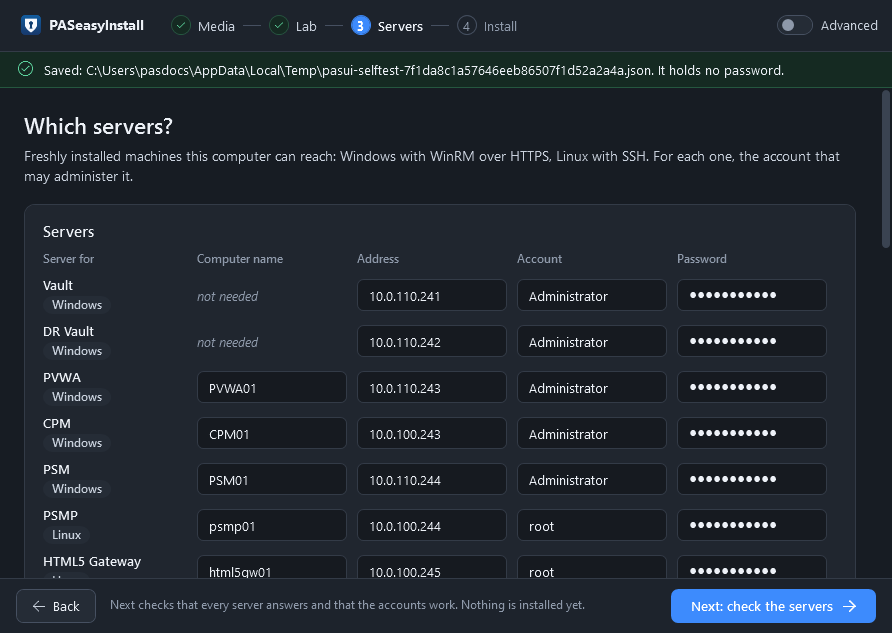 PASeasyInstall
Media
Lab
3 Servers
4 Install
Advanced
Saved: C:\Users\pasdocs\AppData\Local\Temp\pasui-selftest-7f1da8c1a57646eeb86507f1d52a2a4a.json. It holds no password.
Which servers?
Freshly installed machines this computer can reach: Windows with WinRM over HTTPS, Linux with SSH. For each one, the account that
may administer it.
Servers
Server for Computer name Address Account Password
Vault
Windows not needed 10.0.110.241 Administrator
DR Vault
Windows not needed 10.0.110.242 Administrator
PVWA
Windows PVWA01 10.0.110.243 Administrator
CPM
Windows CPM01 10.0.100.243 Administrator
PSM
Windows PSM01 10.0.110.244 Administrator
PSMP
Linux psmp01 10.0.100.244 root
HTML5 Gateway
html5gw01 10.0.100.245 root
Back
Next checks that every server answers and that the accounts work. Nothing is installed yet.
Next: check the servers